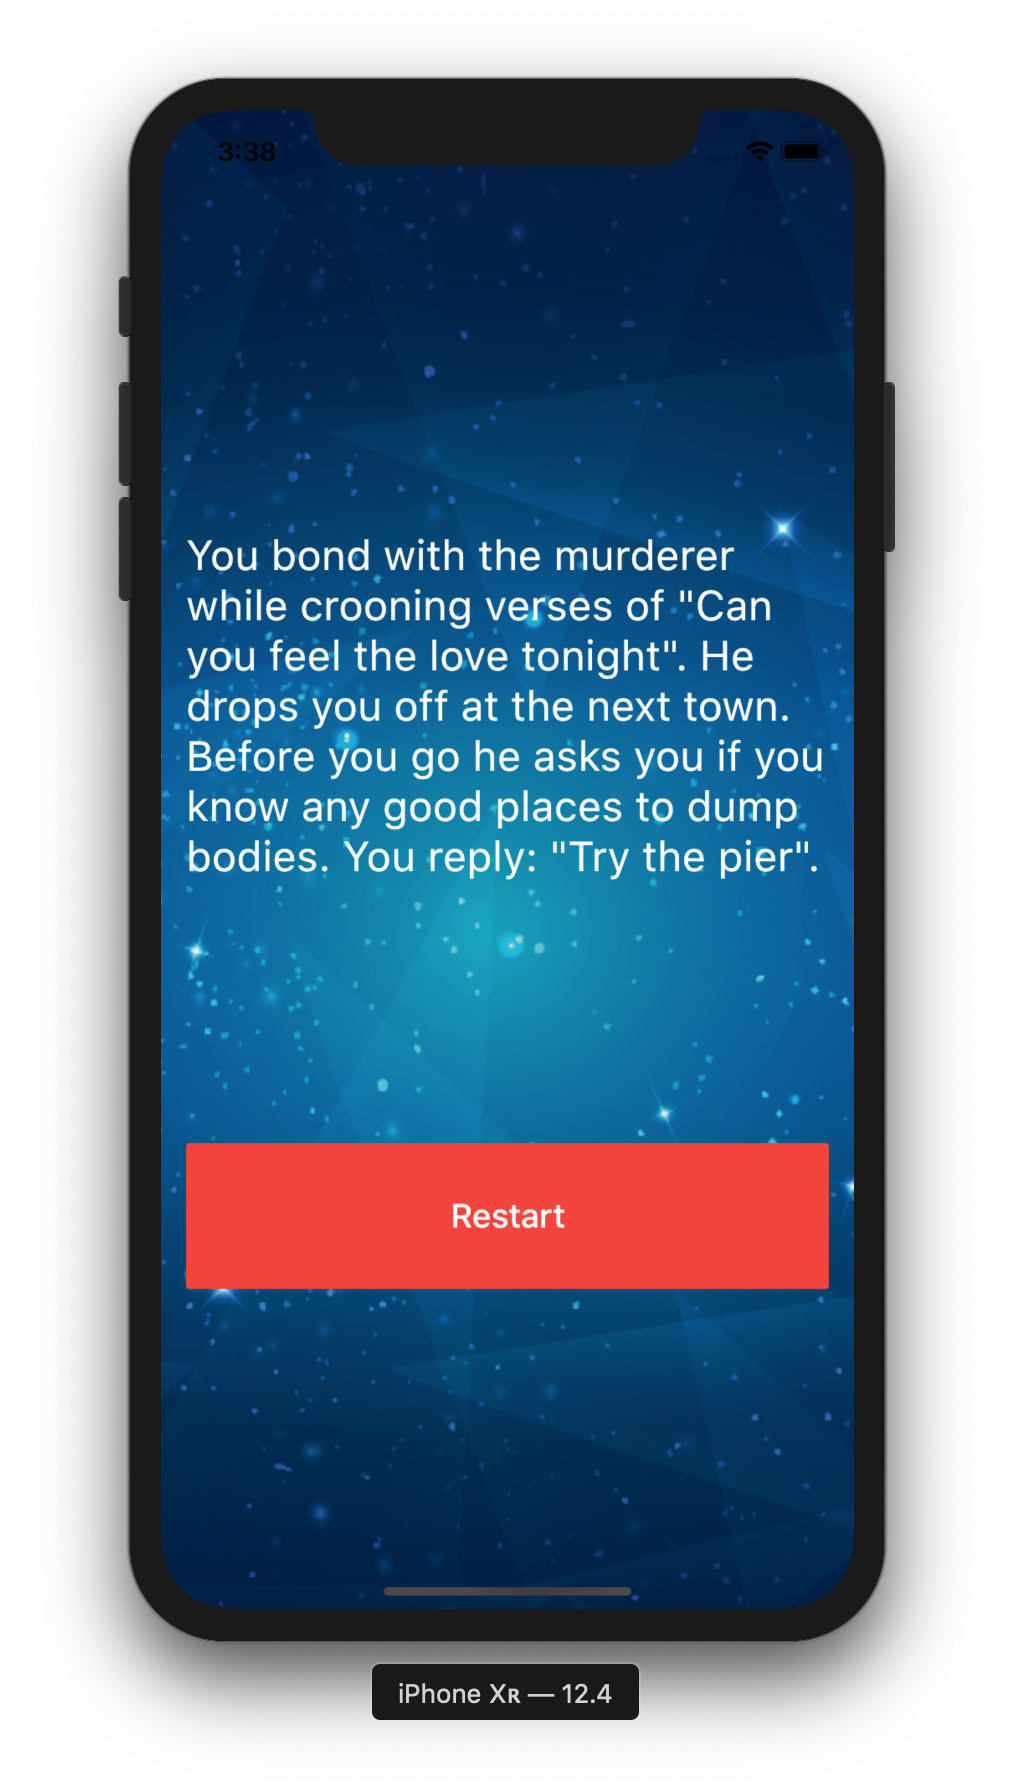 3:38
You bond with the murderer
while crooning verses of "Can
you feel the love tonight". He
drops you off at the next town.
Before you go he asks you if you
know any good places to dump
bodies. You reply: "Try the pier".
Restart
iPhone Xʀ — 12.4